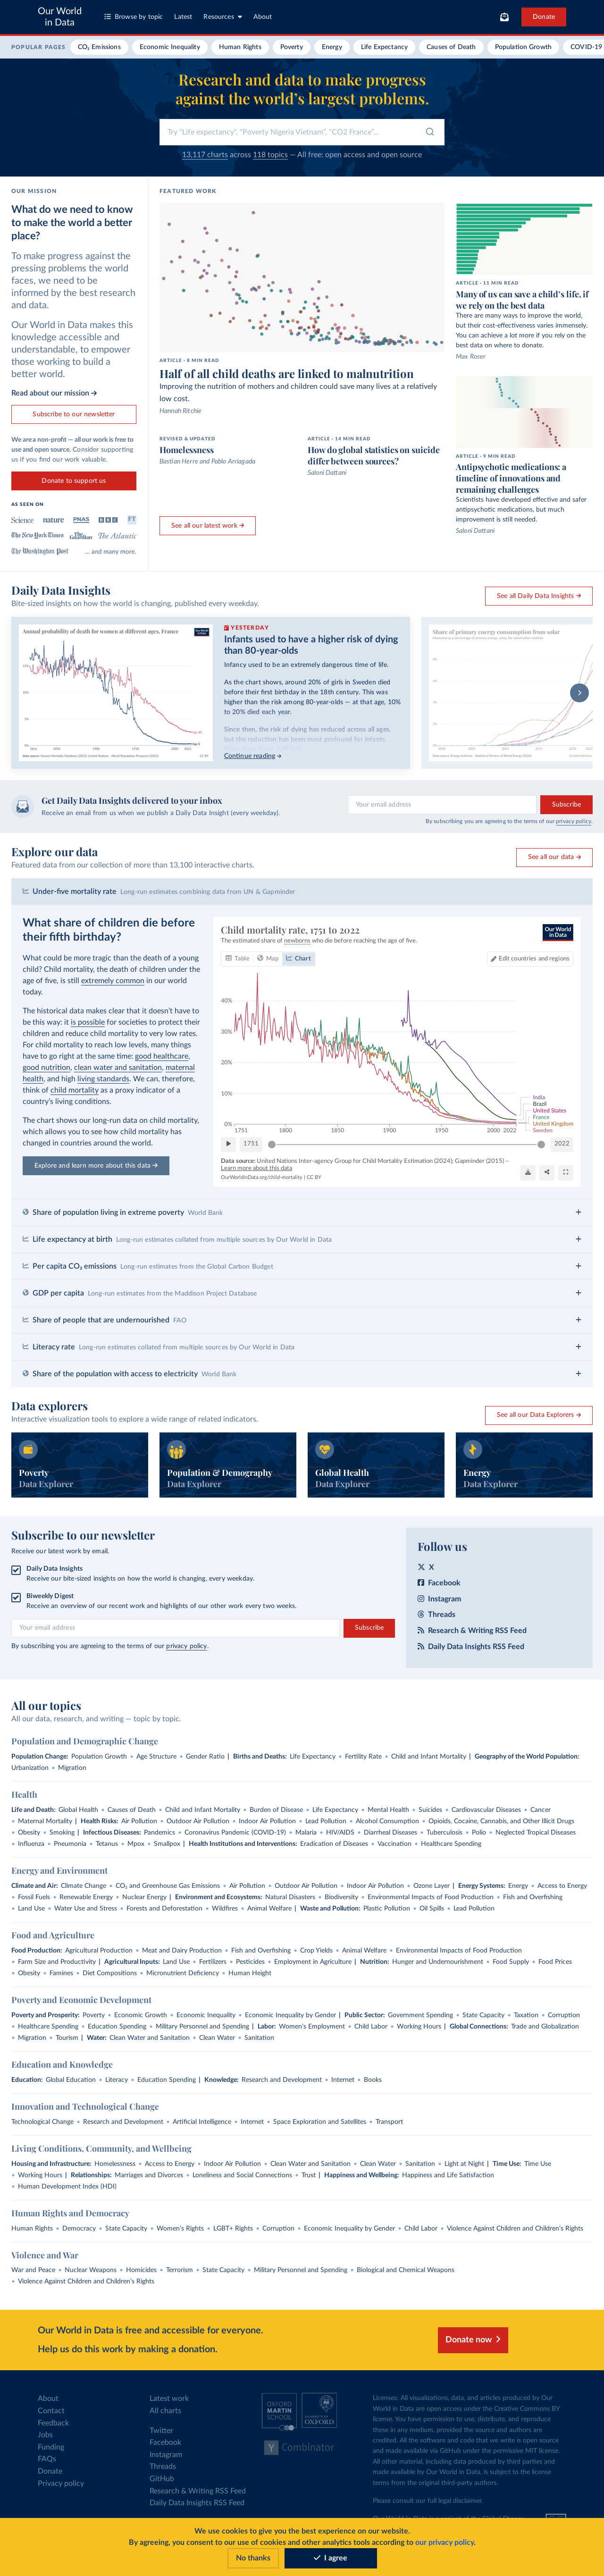 Our World
in Data
Browse by topic
Latest
Resources
About
Donate
POPULAR PAGES
CO₂ Emissions
Economic Inequality
Human Rights
Poverty
Energy
Life Expectancy
Causes of Death
Population Growth
COVID-19
Research and data to make progress
against the world's largest problems.
Try "Life expectancy", "Poverty Nigeria Vietnam", "CO2 France"...
13,117 charts across 118 topics — All free: open access and open source
OUR MISSION
What do we need to know
to make the world a better
place?
To make progress against the
pressing problems the world
faces, we need to be
informed by the best research
and data.
Our World in Data makes this
knowledge accessible and
understandable, to empower
those working to build a
better world.
Read about our mission →
Subscribe to our newsletter
We are a non-profit — all our work is free to
use and open source. Consider supporting
us if you find our work valuable.
Donate to support us
AS SEEN ON
Science
nature
PNAS
BBC
FT
The New York Times
The Guardian
The Atlantic
The Washington Post
... and many more.
FEATURED WORK
ARTICLE · 8 MIN READ
Half of all child deaths are linked to malnutrition
Improving the nutrition of mothers and children could save many lives at a relatively
low cost.
Hannah Ritchie
REVISED & UPDATED
Homelessness
Bastian Herre and Pablo Arriagada
ARTICLE · 14 MIN READ
How do global statistics on suicide
differ between sources?
Saloni Dattani
See all our latest work →
ARTICLE · 11 MIN READ
Many of us can save a child's life, if
we rely on the best data
There are many ways to improve the world,
but their cost-effectiveness varies immensely.
You can achieve a lot more if you rely on the
best data on where to donate.
Max Roser
ARTICLE · 9 MIN READ
Antipsychotic medications: a
timeline of innovations and
remaining challenges
Scientists have developed effective and safer
antipsychotics, but much
improvement is still needed.
Saloni Dattani
Daily Data Insights
Bite-sized insights on how the world is changing, published every weekday.
See all Daily Data Insights →
Annual probability of death for women at different ages, France
YESTERDAY
Infants used to have a higher risk of dying
than 80-year-olds
Infancy used to be an extremely dangerous time of life.
As the chart shows, around 20% of girls in Sweden died
before their first birthday in the 18th century. This was
higher than the risk among 80-year-olds — at that age, 10%
to 20% died each year.
Since then, the risk of dying has reduced across all ages,
but the reduction has been most profound for infants.
Continue reading →
Share of primary energy consumption from solar
Get Daily Data Insights delivered to your inbox
Receive an email from us when we publish a Daily Data Insight (every weekday).
Your email address
Subscribe
By subscribing you are agreeing to the terms of our privacy policy.
Explore our data
Featured data from our collection of more than 13,100 interactive charts.
See all our data →
Under-five mortality rate Long-run estimates combining data from UN & Gapminder
What share of children die before
their fifth birthday?
What could be more tragic than the death of a young
child? Child mortality, the death of children under the
age of five, is still extremely common in our world
today.
The historical data makes clear that it doesn't have to
be this way: it is possible for societies to protect their
children and reduce child mortality to very low rates.
For child mortality to reach low levels, many things
have to go right at the same time: good healthcare,
good nutrition, clean water and sanitation, maternal
health, and high living standards. We can, therefore,
think of child mortality as a proxy indicator of a
country's living conditions.
The chart shows our long-run data on child mortality,
which allows you to see how child mortality has
changed in countries around the world.
Explore and learn more about this data →
Child mortality rate, 1751 to 2022
The estimated share of newborns who die before reaching the age of five.
Our World
in Data
Table
Map
Chart
Edit countries and regions
40%
30%
20%
10%
0%
India
Brazil
United States
France
United Kingdom
Sweden
1751
1800
1850
1900
1950
2000
2022
1751
2022
Data source: United Nations Inter-agency Group for Child Mortality Estimation (2024); Gapminder (2015) –
Learn more about this data
OurWorldinData.org/child-mortality | CC BY
Share of population living in extreme poverty World Bank +
Life expectancy at birth Long-run estimates collated from multiple sources by Our World in Data +
Per capita CO₂ emissions Long-run estimates from the Global Carbon Budget +
GDP per capita Long-run estimates from the Maddison Project Database +
Share of people that are undernourished FAO +
Literacy rate Long-run estimates collated from multiple sources by Our World in Data +
Share of the population with access to electricity World Bank +
Data explorers
Interactive visualization tools to explore a wide range of related indicators.
See all our Data Explorers →
Poverty
Data Explorer
Population & Demography
Data Explorer
Global Health
Data Explorer
Energy
Data Explorer
Subscribe to our newsletter
Receive our latest work by email.
Daily Data Insights
Receive our bite-sized insights on how the world is changing, every weekday.
Biweekly Digest
Receive an overview of our recent work and highlights of our other work every two weeks.
Your email address
Subscribe
By subscribing you are agreeing to the terms of our privacy policy.
Follow us
X
Facebook
Instagram
Threads
Research & Writing RSS Feed
Daily Data Insights RSS Feed
All our topics
All our data, research, and writing — topic by topic.
Population and Demographic Change
Population Change: Population Growth • Age Structure • Gender Ratio | Births and Deaths: Life Expectancy • Fertility Rate • Child and Infant Mortality | Geography of the World Population:
Urbanization • Migration
Health
Life and Death: Global Health • Causes of Death • Child and Infant Mortality • Burden of Disease • Life Expectancy • Mental Health • Suicides • Cardiovascular Diseases • Cancer
• Maternal Mortality | Health Risks: Air Pollution • Outdoor Air Pollution • Indoor Air Pollution • Lead Pollution • Alcohol Consumption • Opioids, Cocaine, Cannabis, and Other Illicit Drugs
• Obesity • Smoking | Infectious Diseases: Pandemics • Coronavirus Pandemic (COVID-19) • Malaria • HIV/AIDS • Diarrheal Diseases • Tuberculosis • Polio • Neglected Tropical Diseases
• Influenza • Pneumonia • Tetanus • Mpox • Smallpox | Health Institutions and Interventions: Eradication of Diseases • Vaccination • Healthcare Spending
Energy and Environment
Climate and Air: Climate Change • CO₂ and Greenhouse Gas Emissions • Air Pollution • Outdoor Air Pollution • Indoor Air Pollution • Ozone Layer | Energy Systems: Energy • Access to Energy
• Fossil Fuels • Renewable Energy • Nuclear Energy | Environment and Ecosystems: Natural Disasters • Biodiversity • Environmental Impacts of Food Production • Fish and Overfishing
• Land Use • Water Use and Stress • Forests and Deforestation • Wildfires • Animal Welfare | Waste and Pollution: Plastic Pollution • Oil Spills • Lead Pollution
Food and Agriculture
Food Production: Agricultural Production • Meat and Dairy Production • Fish and Overfishing • Crop Yields • Animal Welfare • Environmental Impacts of Food Production
• Farm Size and Productivity | Agricultural Inputs: Land Use • Fertilizers • Pesticides • Employment in Agriculture | Nutrition: Hunger and Undernourishment • Food Supply • Food Prices
• Obesity • Famines • Diet Compositions • Micronutrient Deficiency • Human Height
Poverty and Economic Development
Poverty and Prosperity: Poverty • Economic Growth • Economic Inequality • Economic Inequality by Gender | Public Sector: Government Spending • State Capacity • Taxation • Corruption
• Healthcare Spending • Education Spending • Military Personnel and Spending | Labor: Women's Employment • Child Labor • Working Hours | Global Connections: Trade and Globalization
• Migration • Tourism | Water: Clean Water and Sanitation • Clean Water • Sanitation
Education and Knowledge
Education: Global Education • Literacy • Education Spending | Knowledge: Research and Development • Internet • Books
Innovation and Technological Change
Technological Change • Research and Development • Artificial Intelligence • Internet • Space Exploration and Satellites • Transport
Living Conditions, Community, and Wellbeing
Housing and Infrastructure: Homelessness • Access to Energy • Indoor Air Pollution • Clean Water and Sanitation • Clean Water • Sanitation • Light at Night | Time Use: Time Use
• Working Hours | Relationships: Marriages and Divorces • Loneliness and Social Connections • Trust | Happiness and Wellbeing: Happiness and Life Satisfaction
• Human Development Index (HDI)
Human Rights and Democracy
Human Rights • Democracy • State Capacity • Women's Rights • LGBT+ Rights • Corruption • Economic Inequality by Gender • Child Labor • Violence Against Children and Children's Rights
Violence and War
War and Peace • Nuclear Weapons • Homicides • Terrorism • State Capacity • Military Personnel and Spending • Biological and Chemical Weapons
• Violence Against Children and Children's Rights
Our World in Data is free and accessible for everyone.
Help us do this work by making a donation.
Donate now
About
Contact
Feedback
Jobs
Funding
FAQs
Donate
Privacy policy
Latest work
All charts
Twitter
Facebook
Instagram
Threads
GitHub
Research & Writing RSS Feed
Daily Data Insights RSS Feed
OXFORD
MARTIN
SCHOOL
UNIVERSITY OF
OXFORD
Y Combinator
Licenses: All visualizations, data, and articles produced by Our
World in Data are open access under the Creative Commons BY
license. You have permission to use, distribute, and reproduce
these in any medium, provided the source and authors are
credited. All the software and code that we write is open source
and made available via GitHub under the permissive MIT license.
All other material, including data produced by third parties and
made available by Our World in Data, is subject to the license
terms from the original third-party authors.
Please consult our full legal disclaimer.
We use cookies to give you the best experience on our website.
By agreeing, you consent to our use of cookies and other analytics tools according to our privacy policy.
No thanks
I agree